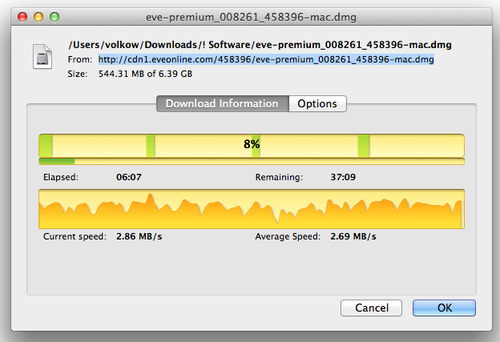 eve-premium_008261_458396-mac.dmg
/Users/volkow/Downloads/! Software/eve-premium_008261_458396-mac.dmg
From: http://cdn1.eveonline.com/458396/eve-premium_008261_458396-mac.dmg
Size: 544.31 MB of 6.39 GB
Download Information Options
8%
Elapsed: 06:07 Remaining: 37:09
Current speed: 2.86 MB/s Average Speed: 2.69 MB/s
Cancel OK